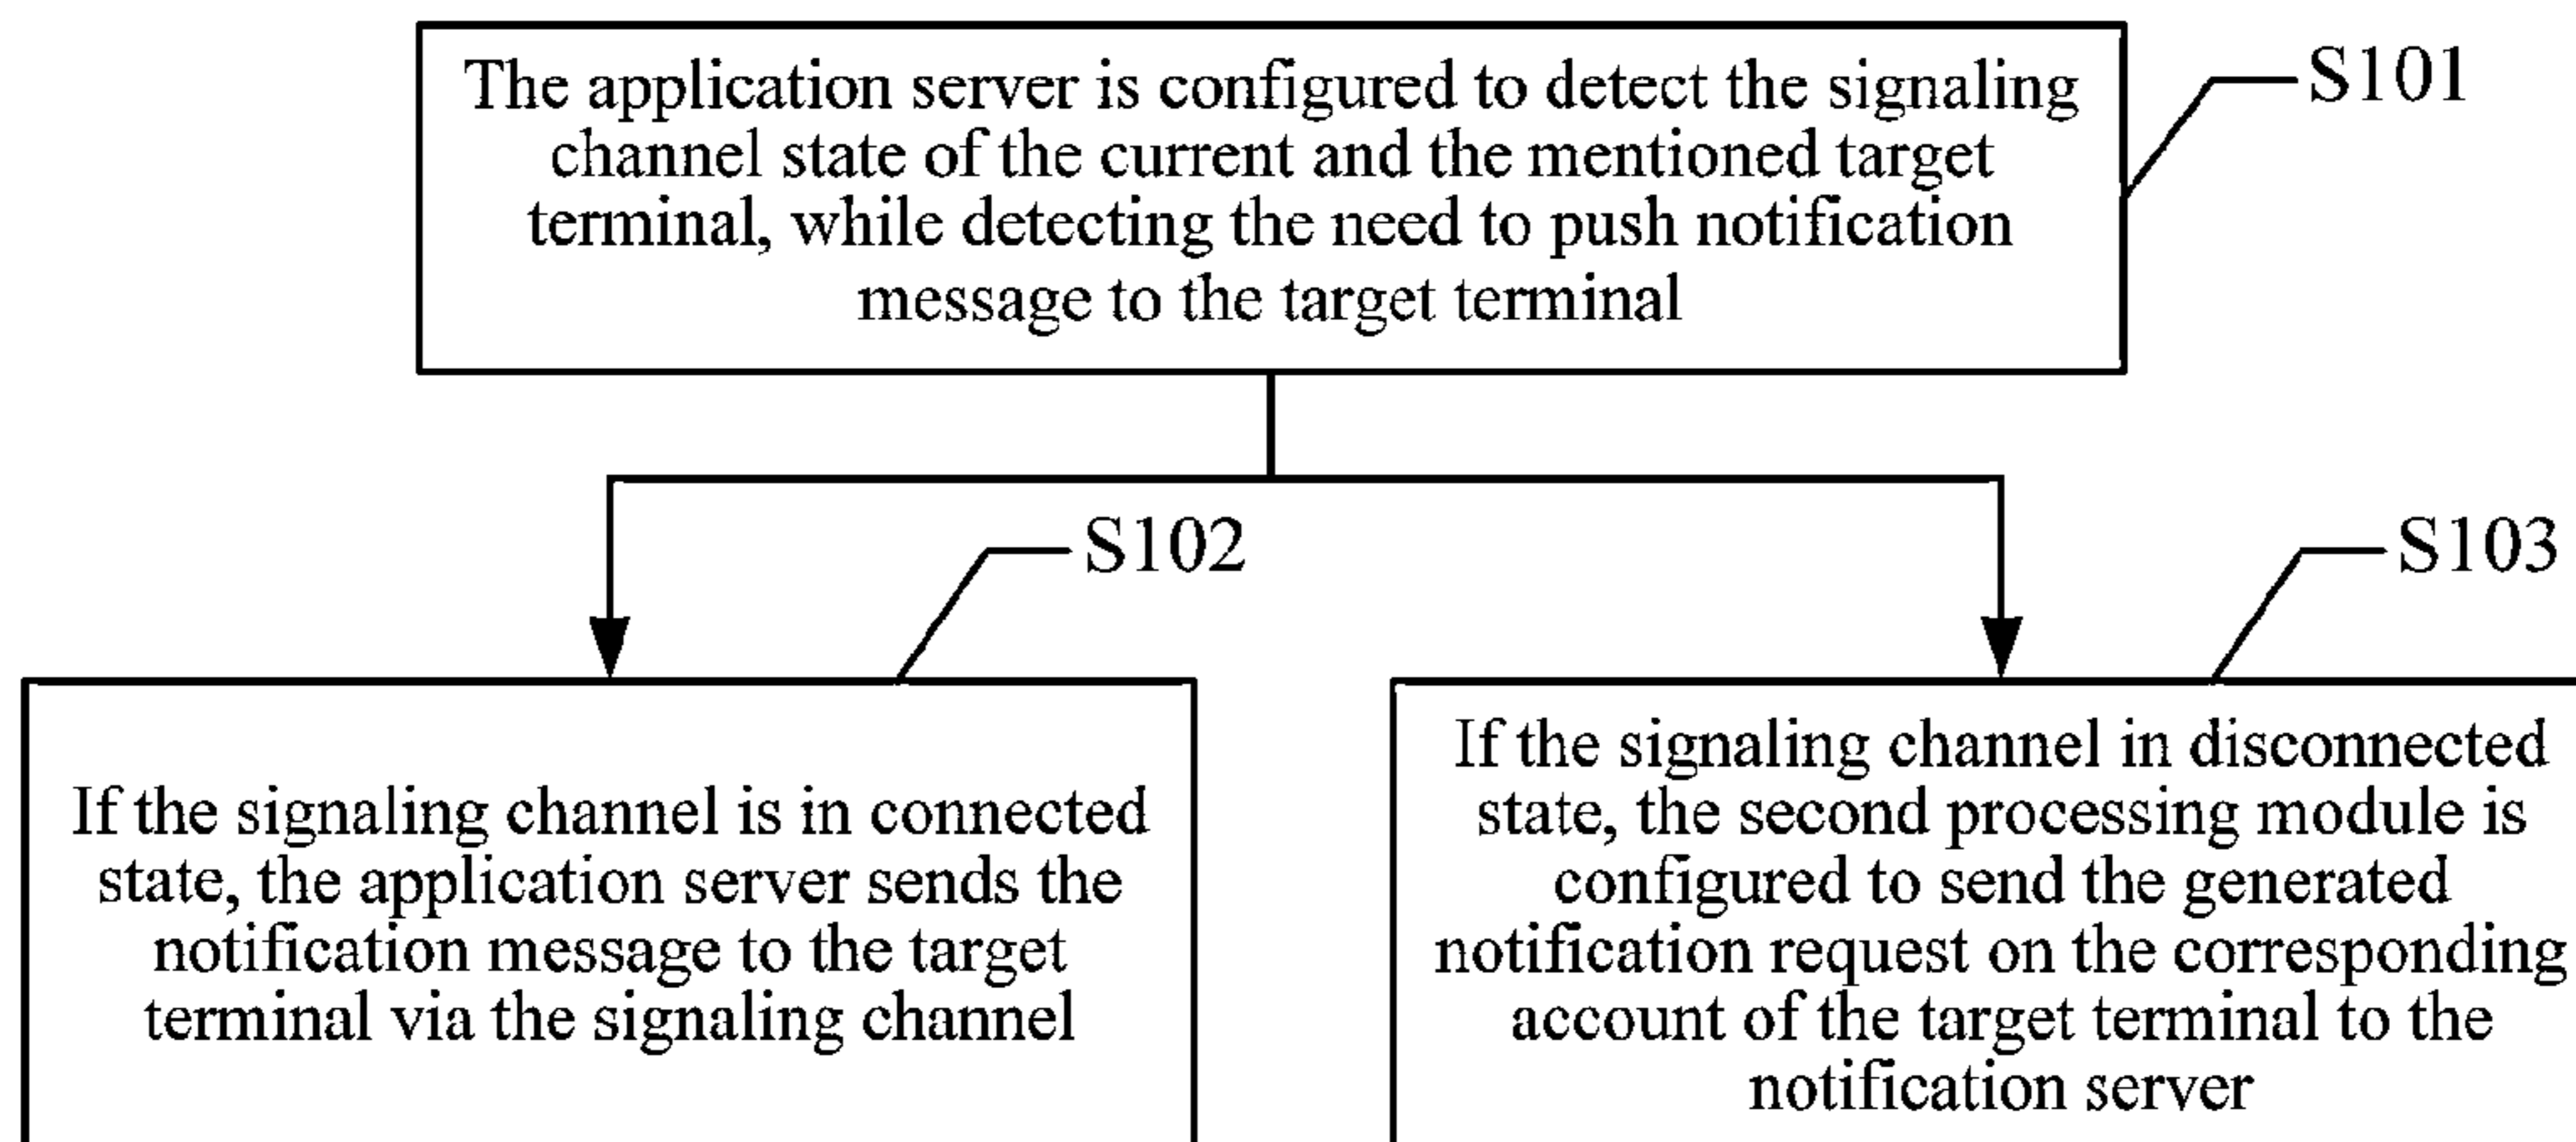 The application server is configured to detect the signaling
channel state of the current and the mentioned target
terminal, while detecting the need to push notification
message to the target terminal
S101
S102
If the signaling channel is in connected
state, the application server sends the
notification message to the target
terminal via the signaling channel
S103
If the signaling channel in disconnected
state, the second processing module is
configured to send the generated
notification request on the corresponding
account of the target terminal to the
notification server